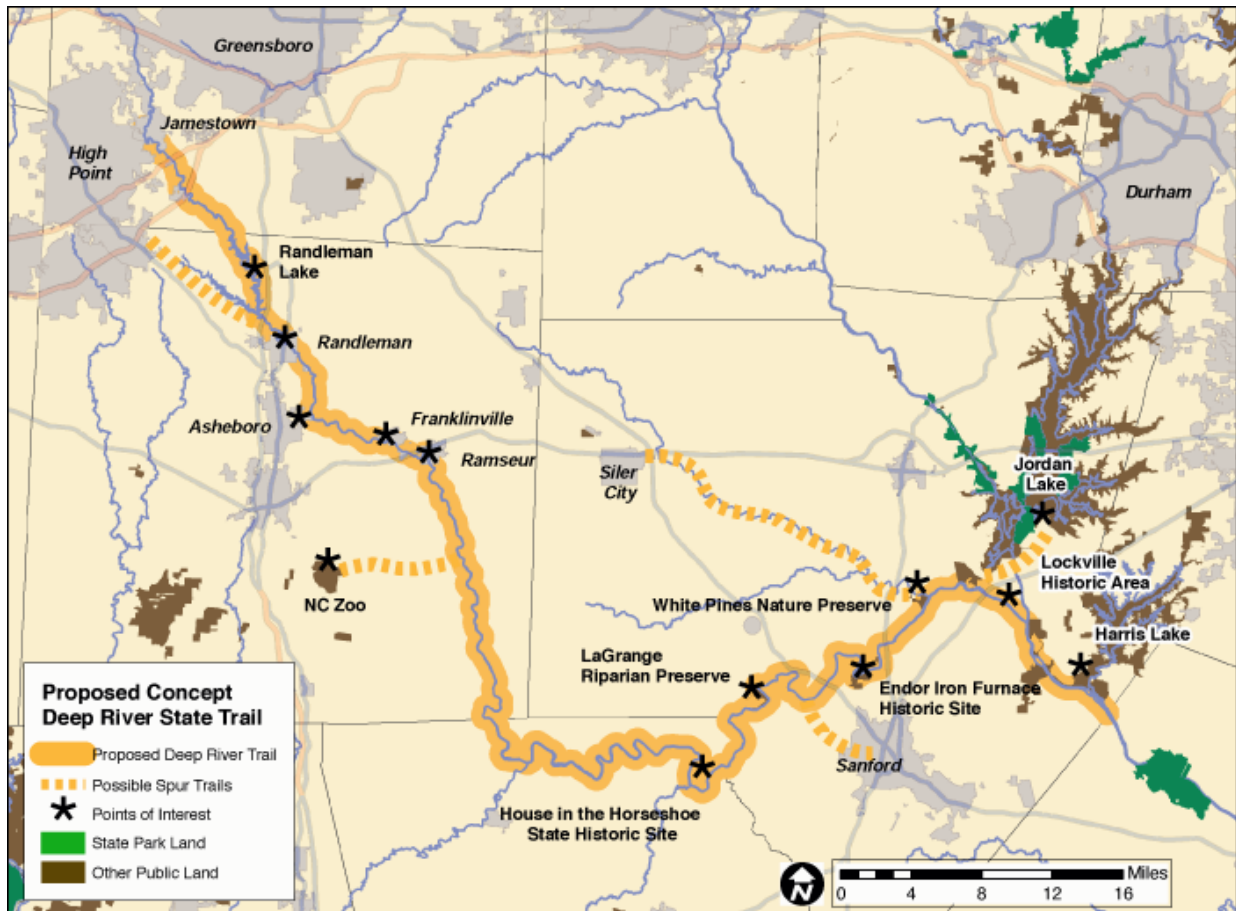 Greensboro
Jamestown
High
Point
Durham
Randleman
Lake
Randleman
Franklinville
Asheboro
Ramseur
Siler
City
Jordan
Lake
NC Zoo
Lockville
Historic Area
White Pines Nature Preserve
Harris Lake
LaGrange
Riparian Preserve
Endor Iron Furnace
Historic Site
Sanford
House in the Horseshoe
State Historic Site
Proposed Concept
Deep River State Trail
Proposed Deep River Trail
Possible Spur Trails
Points of Interest
State Park Land
Other Public Land
N
Miles
0 4 8 12 16